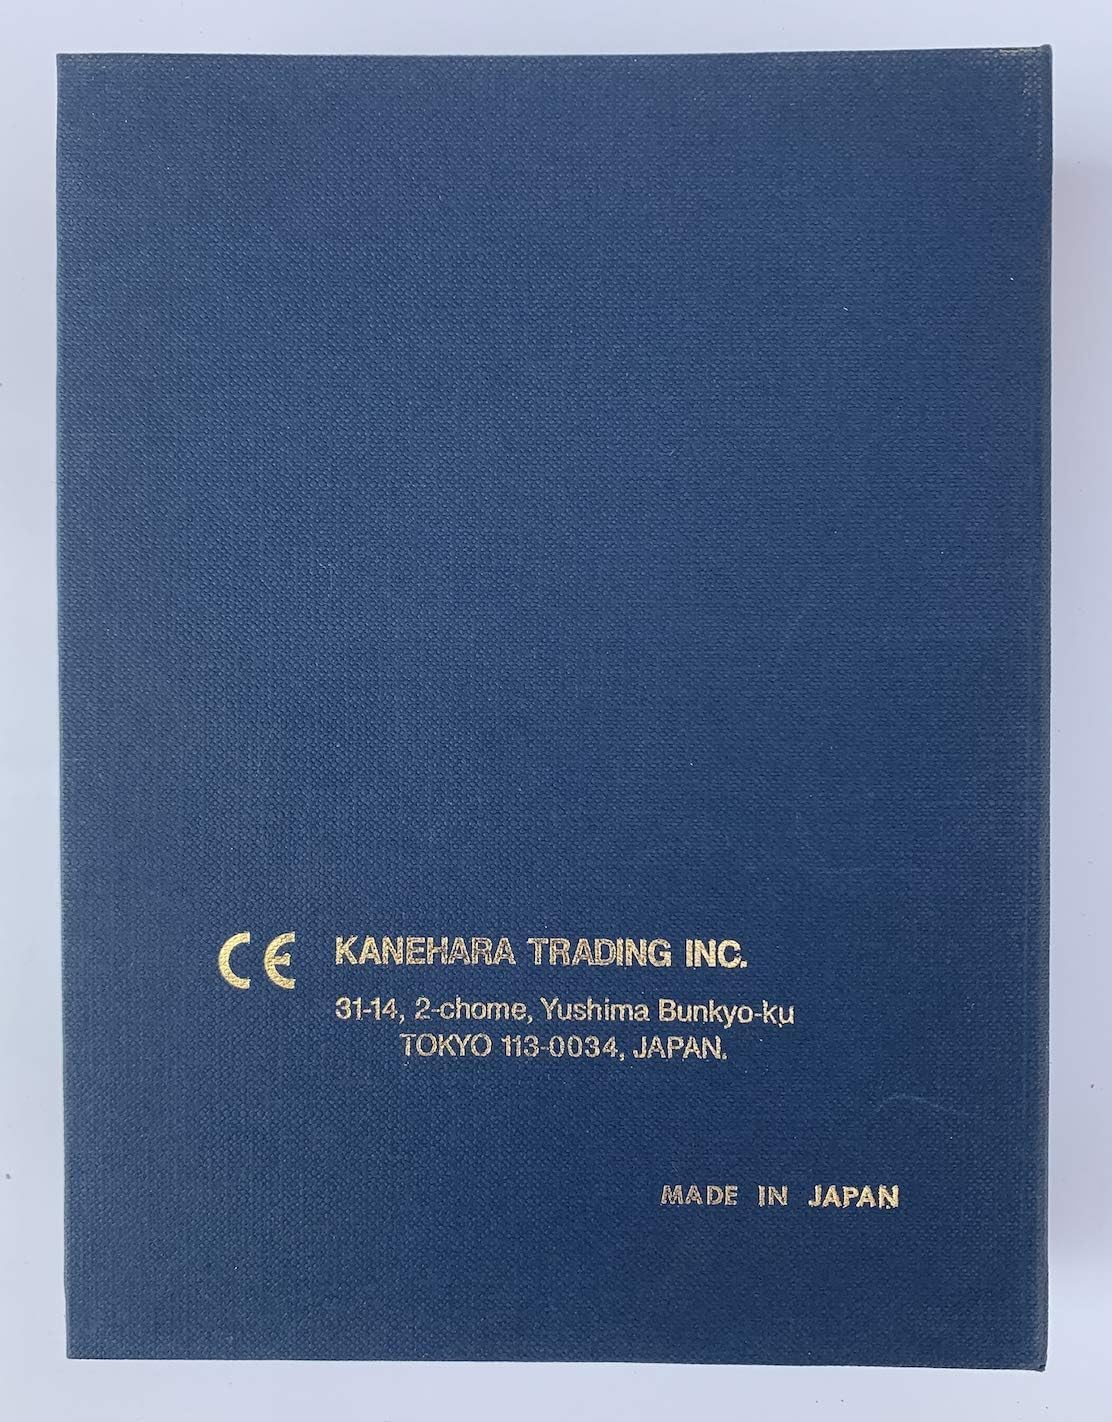 CE KANEHARA TRADING INC.
31-14, 2-chome, Yushima Bunkyo-ku
TOKYO 113-0034, JAPAN.
MADE IN JAPAN